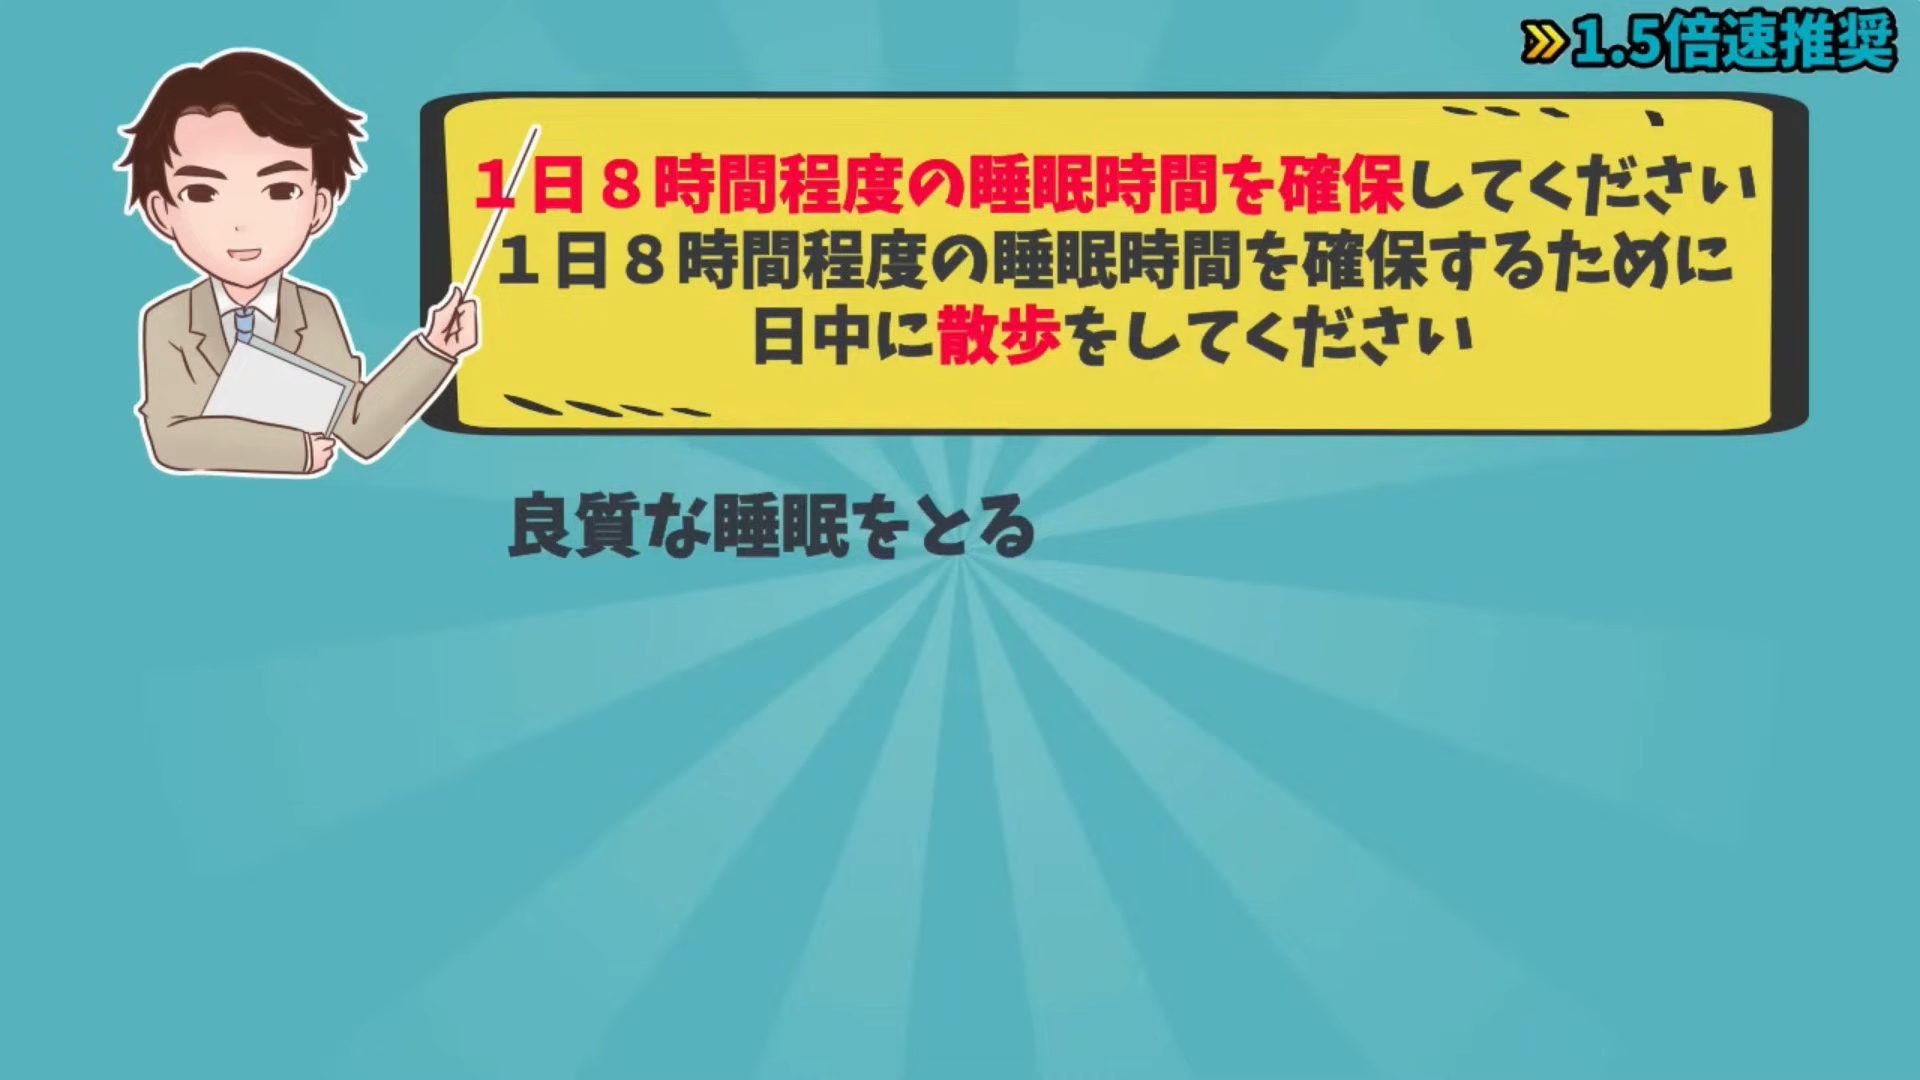 1.5倍速推奨
１日８時間程度の睡眠時間を確保してください
１日８時間程度の睡眠時間を確保するために
日中に散歩をしてください
良質な睡眠をとる